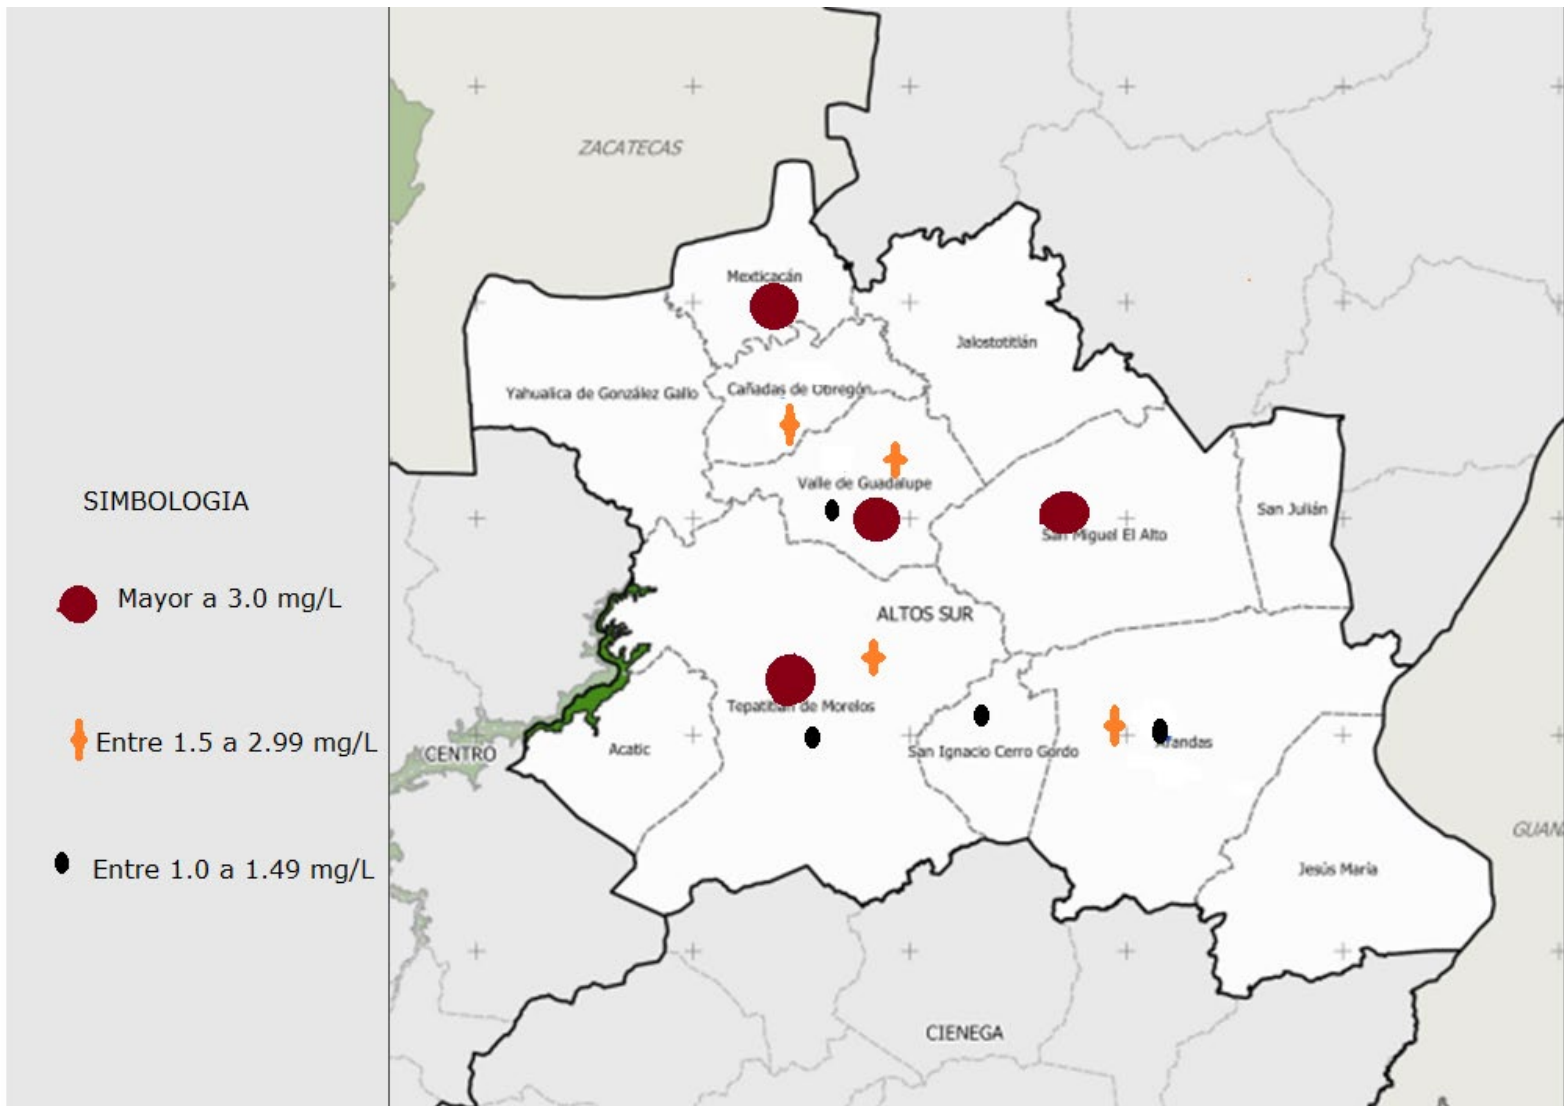 SIMBOLOGIA
Mayor a 3.0 mg/L
Entre 1.5 a 2.99 mg/L
Entre 1.0 a 1.49 mg/L
ZACATECAS
Mexticacán
Jalostotitlán
Yahualica de González Gallo
Cañadas de Obregón
Valle de Guadalupe
San Julián
San Miguel El Alto
ALTOS SUR
Tepatitlán de Morelos
Acatic
CENTRO
San Ignacio Cerro Gordo
Arandas
GUAN
Jesús María
CIENEGA